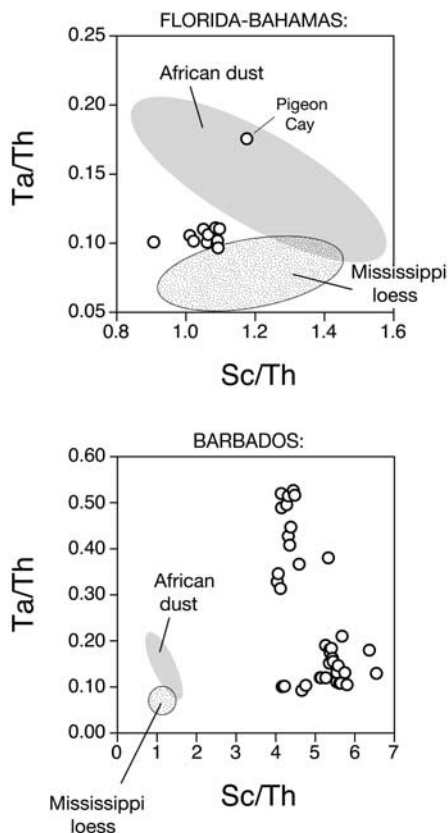 FLORIDA-BAHAMAS:
0.25
African dust
0.20
Pigeon
Cay
Ta/Th
0.15
0.10
Mississippi
loess
0.05
0.8 1.0 1.2 1.4 1.6
Sc/Th
BARBADOS:
0.60
0.50
0.40
Ta/Th
0.30
African
dust
0.20
0.10
0.00
0 1 2 3 4 5 6 7
Mississippi
loess
Sc/Th